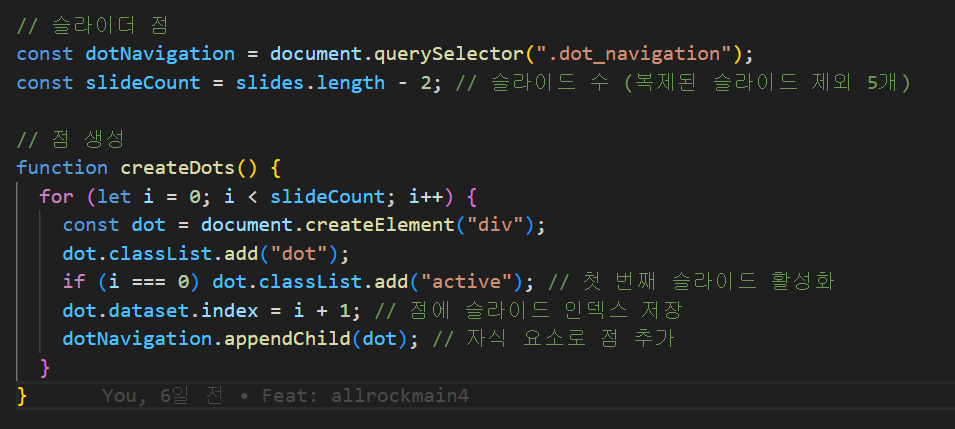 // 슬라이더 점
const dotNavigation = document.querySelector(".dot_navigation");
const slideCount = slides.length - 2; // 슬라이드 수 (복제된 슬라이드 제외 5개)
// 점 생성
function createDots() {
  for (let i = 0; i < slideCount; i++) {
    const dot = document.createElement("div");
    dot.classList.add("dot");
    if (i === 0) dot.classList.add("active"); // 첫 번째 슬라이드 활성화
    dot.dataset.index = i + 1; // 점에 슬라이드 인덱스 저장
    dotNavigation.appendChild(dot); // 자식 요소로 점 추가
  }
} You, 6일 전 • Feat: allrockmain4